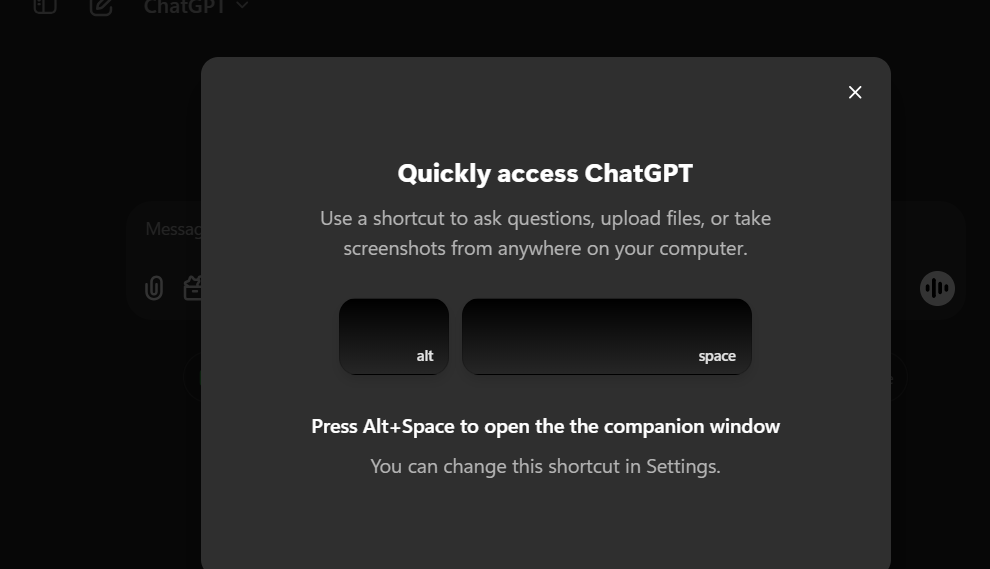 ChatGPT
Quickly access ChatGPT
Use a shortcut to ask questions, upload files, or take
screenshots from anywhere on your computer.
Messag
alt
space
Press Alt+Space to open the the companion window
You can change this shortcut in Settings.